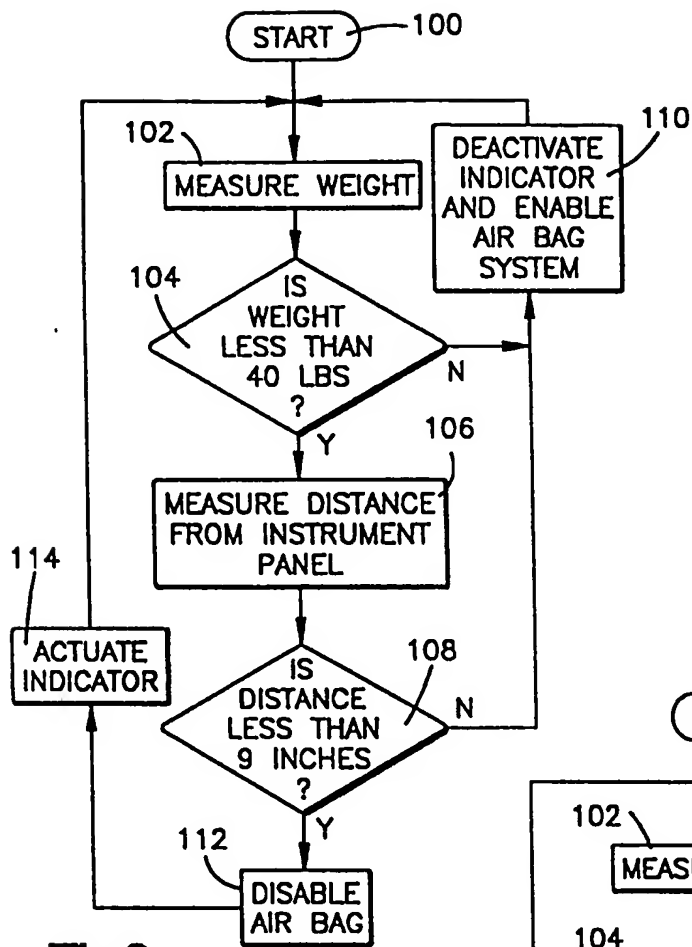 START
100
102
MEASURE WEIGHT
110
DEACTIVATE
INDICATOR
AND ENABLE
AIR BAG
SYSTEM
104
IS
WEIGHT
LESS THAN
40 LBS
?
N
Y
106
MEASURE DISTANCE
FROM INSTRUMENT
PANEL
114
ACTUATE
INDICATOR
108
IS
DISTANCE
LESS THAN
9 INCHES
?
N
Y
112
DISABLE
AIR BAG
102
MEASU
104